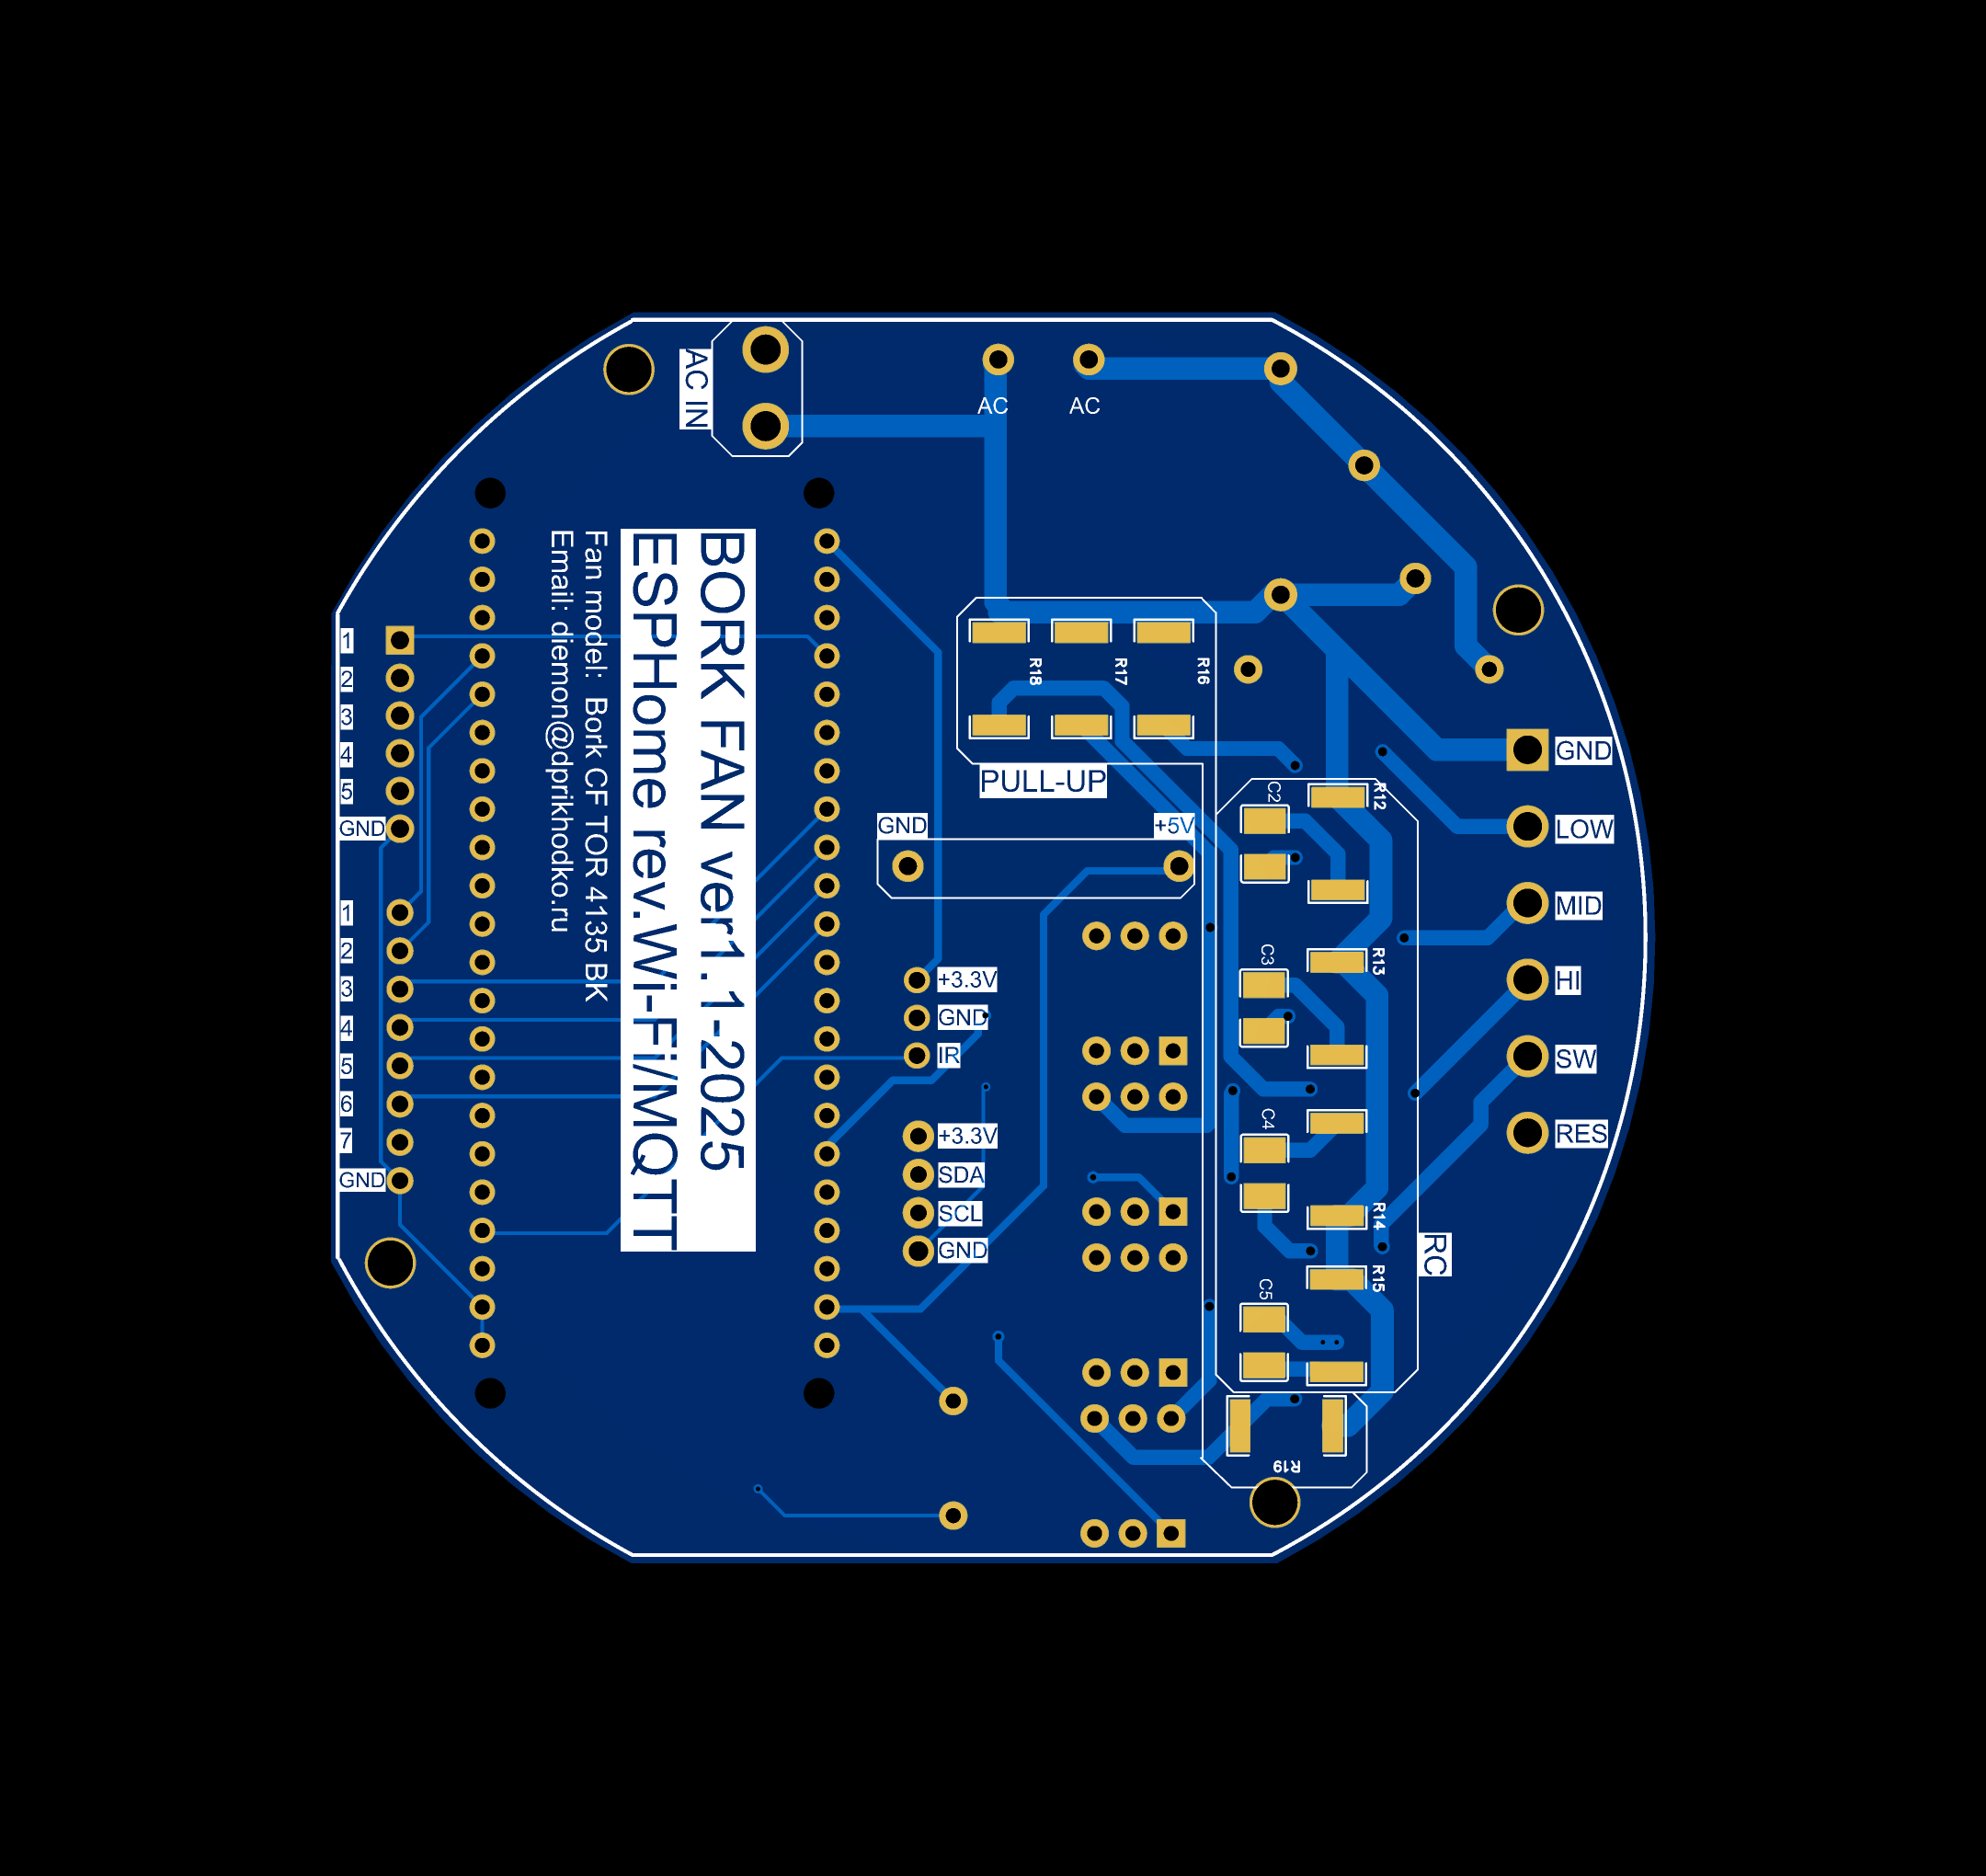 AC IN
AC
AC
BORK FAN ver1.1-2025
ESPHome rev.Wi-Fi/MQTT
Fan model:  Bork CF TOR 4135 BK
Email: diemon@dprikhodko.ru
1
2
3
4
5
GND
1
2
3
4
5
6
7
GND
R18
R17
R16
PULL-UP
GND
+5V
+3.3V
GND
IR
+3.3V
SDA
SCL
GND
C2
R12
C3
R13
C4
R14
C5
R15
RC
R19
GND
LOW
MID
HI
SW
RES